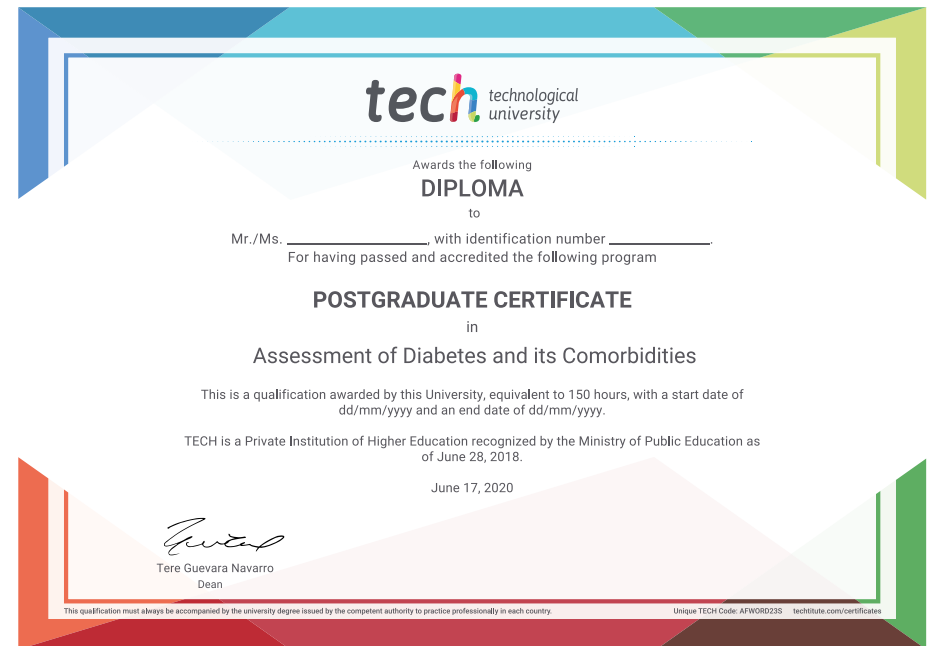 tech technological
university
Awards the following
DIPLOMA
to
Mr./Ms. ____________, with identification number ____________.
For having passed and accredited the following program
POSTGRADUATE CERTIFICATE
in
Assessment of Diabetes and its Comorbidities
This is a qualification awarded by this University, equivalent to 150 hours, with a start date of
dd/mm/yyyy and an end date of dd/mm/yyyy.
TECH is a Private Institution of Higher Education recognized by the Ministry of Public Education as
of June 28, 2018.
June 17, 2020
Tere Guevara Navarro
Dean
This qualification must always be accompanied by the university degree issued by the competent authority to practice professionally in each country.
Unique TECH Code: AFWORD23S techtitute.com/certificates